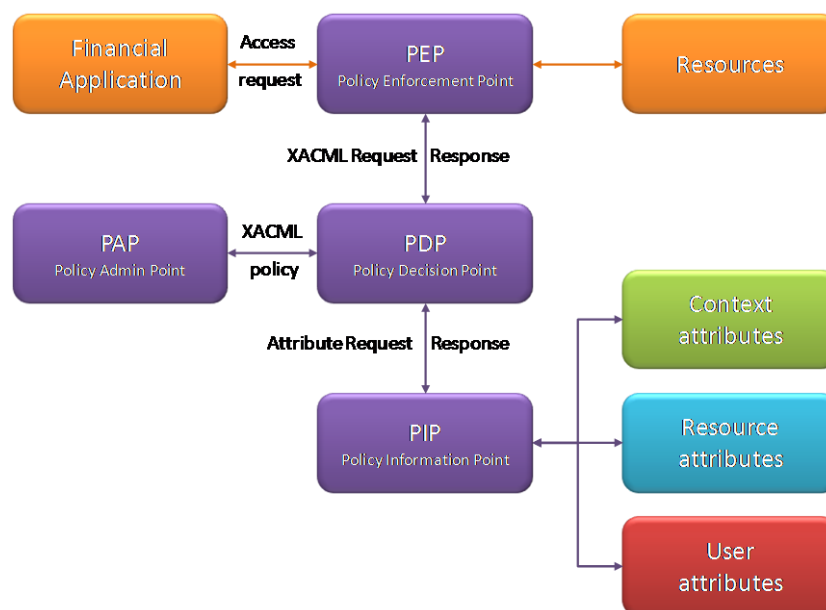 Financial
Application
Access
request
PEP
Policy Enforcement Point
Resources
XACML Request Response
PAP
Policy Admin Point
XACML
policy
PDP
Policy Decision Point
Context
attributes
Attribute Request Response
PIP
Policy Information Point
Resource
attributes
User
attributes